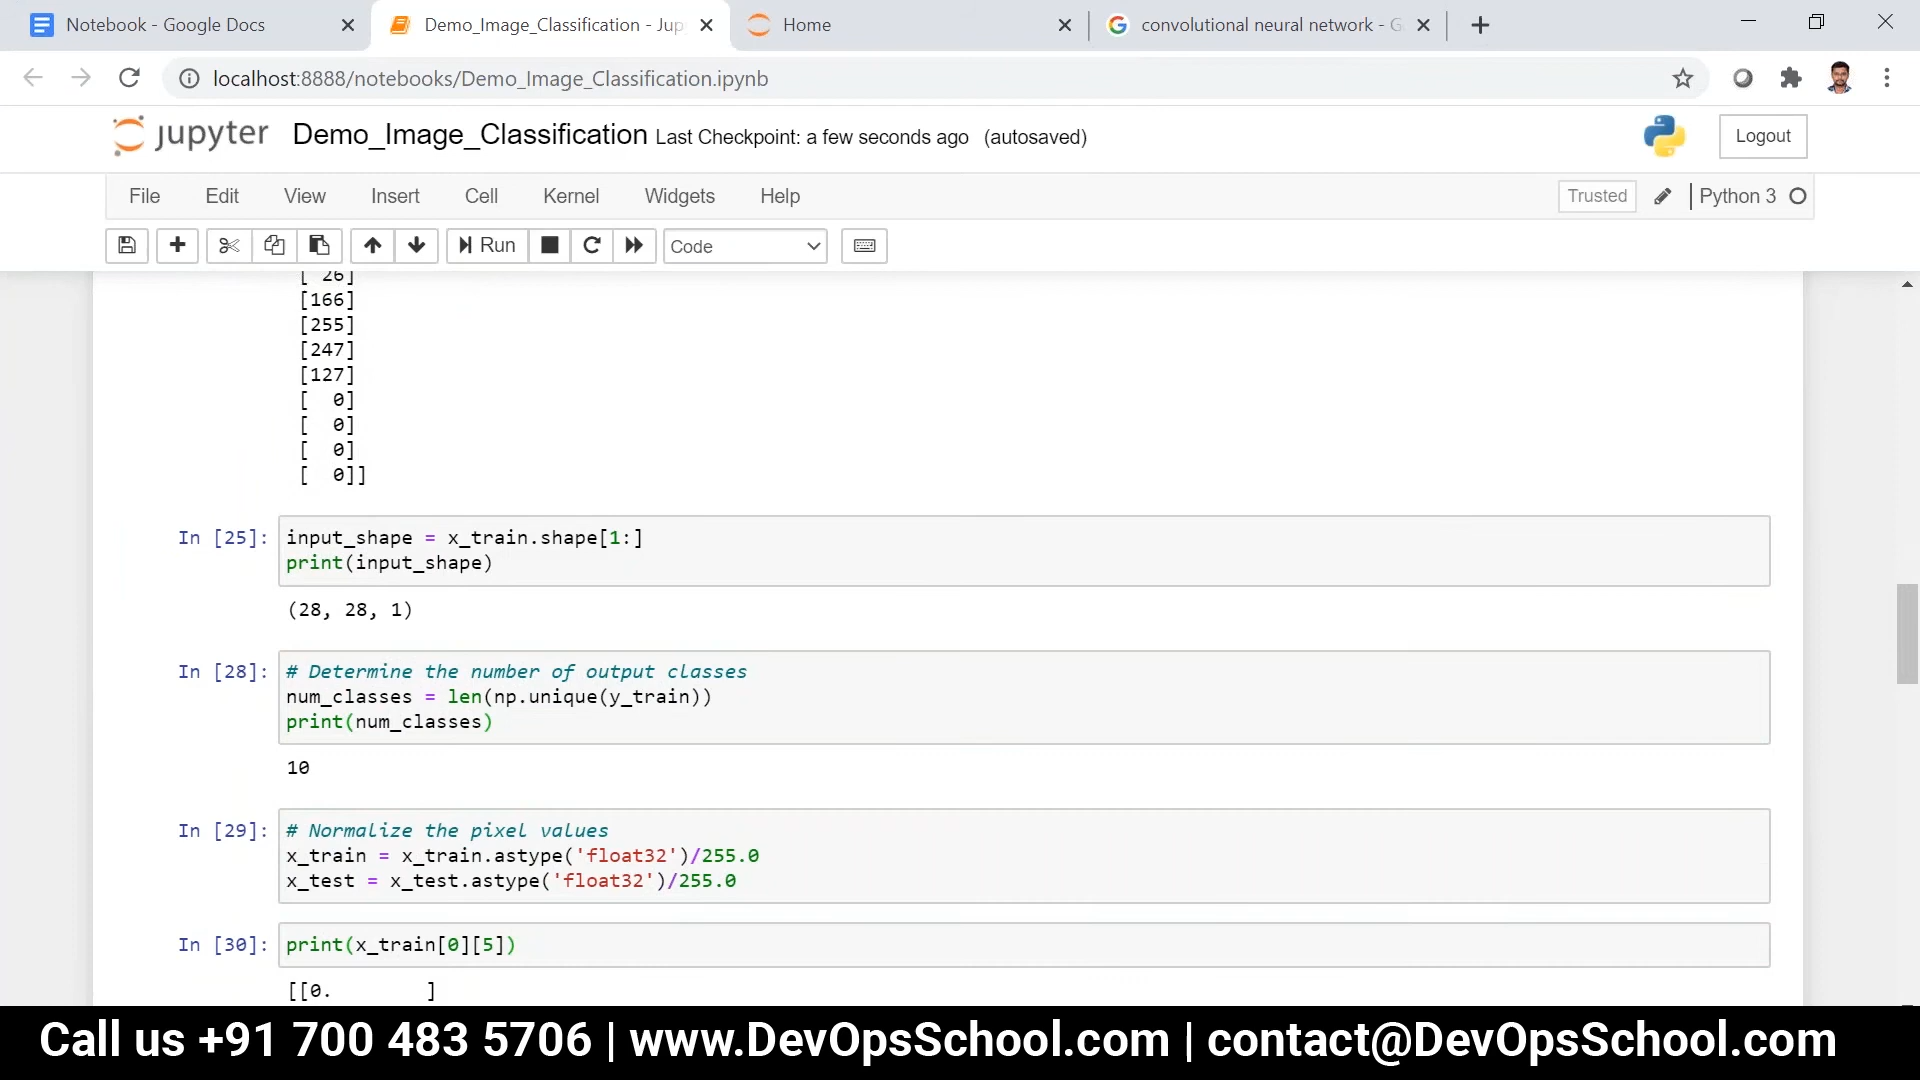 Notebook - Google Docs
Demo_Image_Classification - Jup
Home
convolutional neural network - G
localhost:8888/notebooks/Demo_Image_Classification.ipynb
jupyter Demo_Image_Classification Last Checkpoint: a few seconds ago (autosaved)
Logout
File Edit View Insert Cell Kernel Widgets Help
Trusted
Python 3
Run
Code
[ 26]
[166]
[255]
[247]
[127]
[  0]
[  0]
[  0]
[  0]]
In [25]: input_shape = x_train.shape[1:]
print(input_shape)
(28, 28, 1)
In [28]: # Determine the number of output classes
num_classes = len(np.unique(y_train))
print(num_classes)
10
In [29]: # Normalize the pixel values
x_train = x_train.astype('float32')/255.0
x_test = x_test.astype('float32')/255.0
In [30]: print(x_train[0][5])
[[0.        ]
Call us +91 700 483 5706 | www.DevOpsSchool.com | contact@DevOpsSchool.com